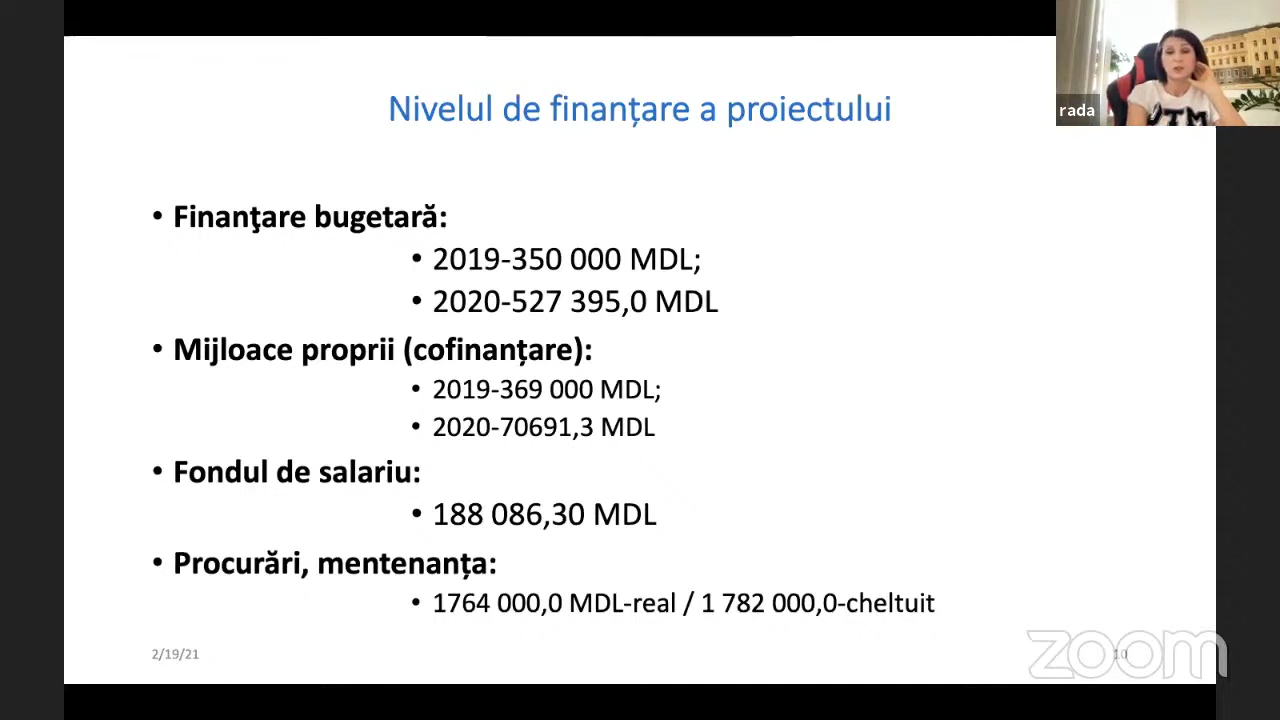 Nivelul de finanțare a proiectului
rada
UTM
• Finanţare bugetară:
• 2019-350 000 MDL;
• 2020-527 395,0 MDL
• Mijloace proprii (cofinanțare):
• 2019-369 000 MDL;
• 2020-70691,3 MDL
• Fondul de salariu:
• 188 086,30 MDL
• Procurări, mentenanța:
• 1764 000,0 MDL-real / 1 782 000,0-cheltuit
2/19/21
10
zoom